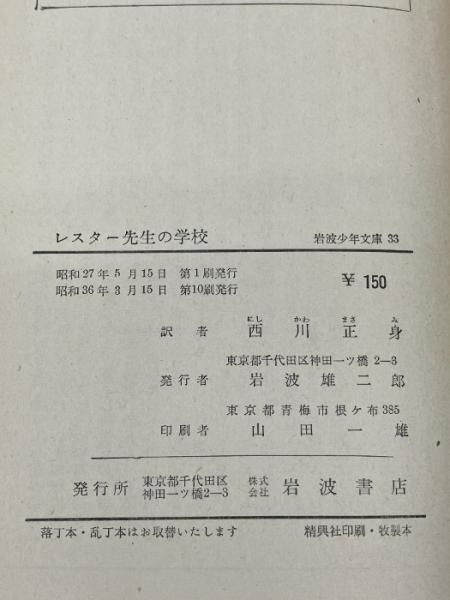 レスター先生の学校 岩波少年文庫 33
昭和27年5月15日 第1刷発行
昭和36年3月15日 第10刷発行
¥ 150
にし かわ まさ み
訳者 西川正身
東京都千代田区神田一ツ橋 2―3
発行者 岩波雄二郎
東京都青梅市根ヶ布385
印刷者 山田一雄
発行所 東京都千代田区神田一ツ橋2―3 株式会社 岩波書店
落丁本・乱丁本はお取替いたします 精興社印刷・牧製本